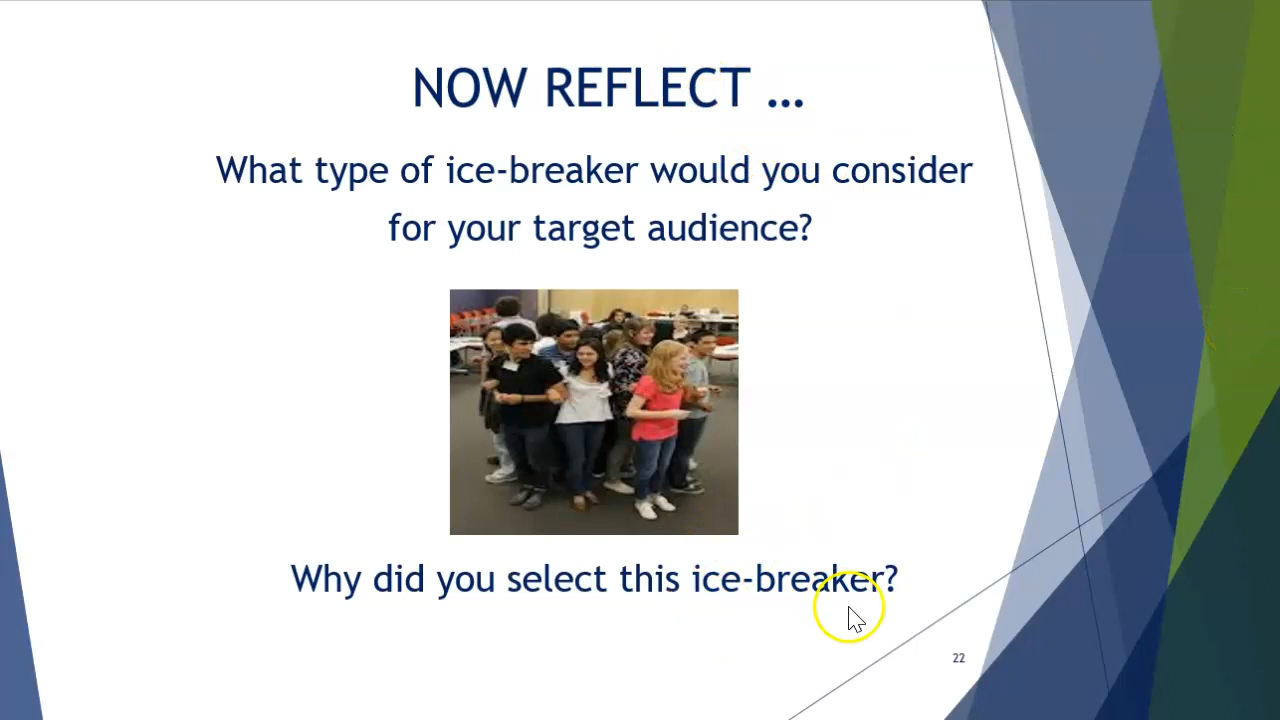 NOW REFLECT …
What type of ice-breaker would you consider
for your target audience?
Why did you select this ice-breaker?
22